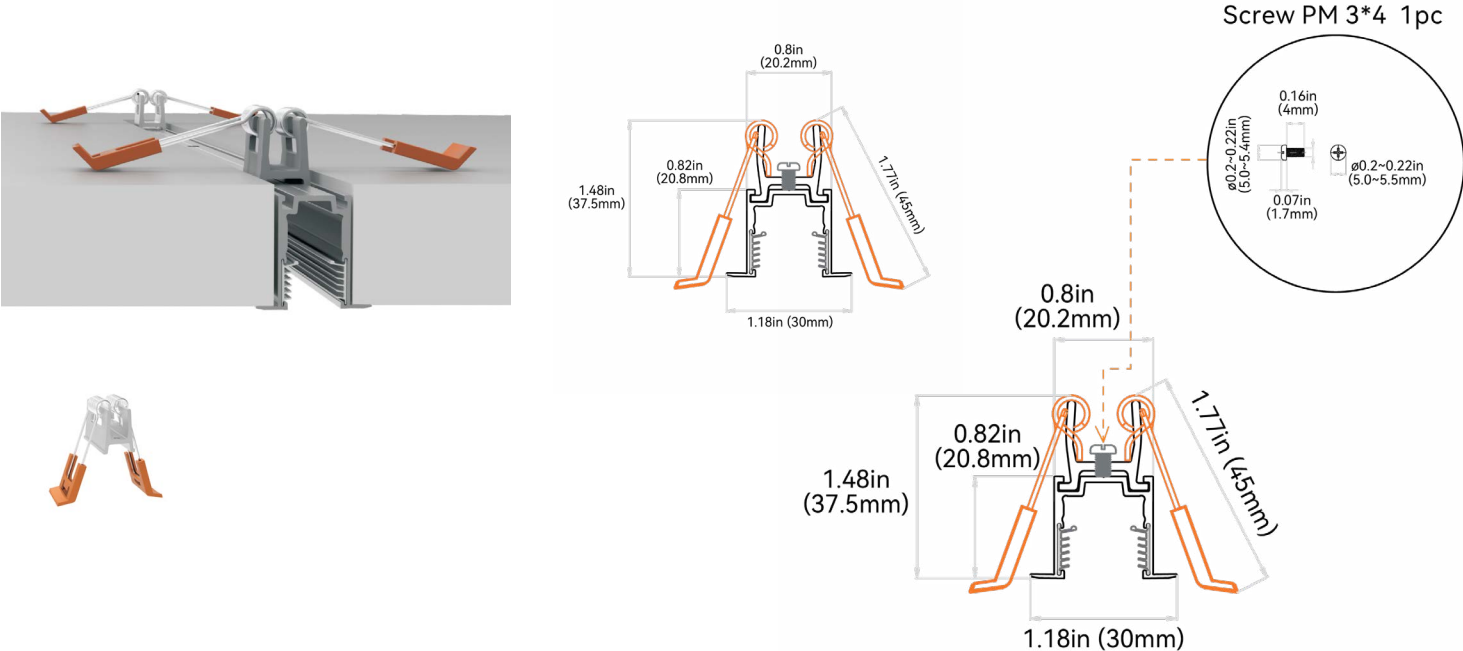 Screw PM 3*4 1pc
0.16in
(4mm)
ø0.2~0.22in
(5.0~5.4mm)
ø0.2~0.22in
(5.0~5.5mm)
0.07in
(1.7mm)
0.8in
(20.2mm)
0.82in
(20.8mm)
1.48in
(37.5mm)
1.77in (45mm)
1.18in (30mm)
0.8in
(20.2mm)
0.82in
(20.8mm)
1.48in
(37.5mm)
1.77in (45mm)
1.18in (30mm)